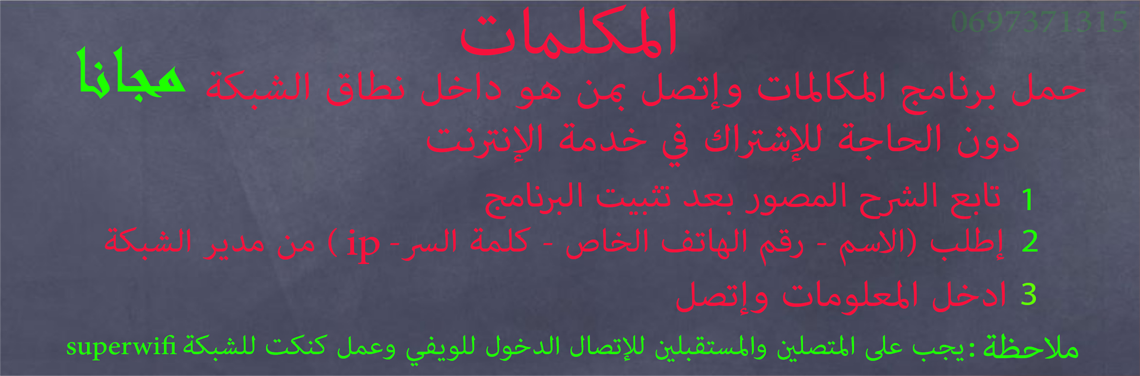 0697371315
المكلمات
حمل برنامج المكالمات وإتصل بمن هو داخل نطاق الشبكة مجانا
دون الحاجة للإشتراك في خدمة الإنترنت
1 تابع الشرح المصور بعد تثبيت البرنامج
2 إطلب (الاسم - رقم الهاتف الخاص - كلمة السر- ip ) من مدير الشبكة
3 ادخل المعلومات وإتصل
ملاحظة : يجب على المتصلين والمستقبلين للإتصال الدخول للويفي وعمل كنكت للشبكة superwifi